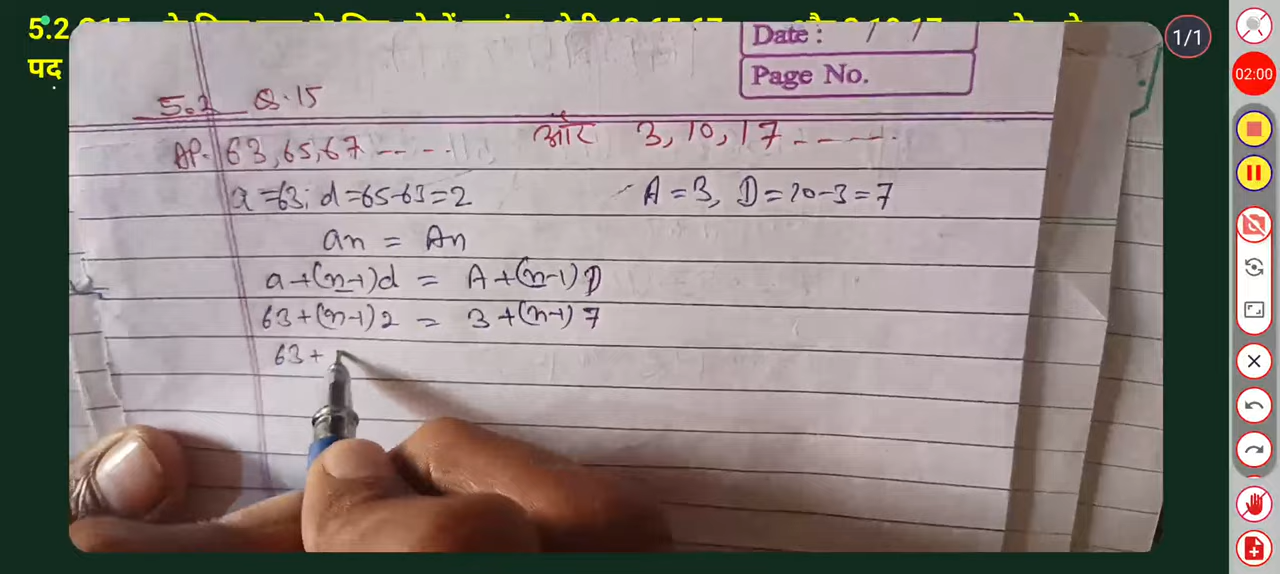 5.2
पद
1/1
02:00
Date : / /
Page No.
5.2 Q.15
AP. 63, 65, 67 ----- और 3, 10, 17 -----
a = 63; d = 65-63 = 2 A = 3, D = 10-3 = 7
an = An
a+(n-1)d = A+(n-1)D
63+(n-1)2 = 3+(n-1)7
63+